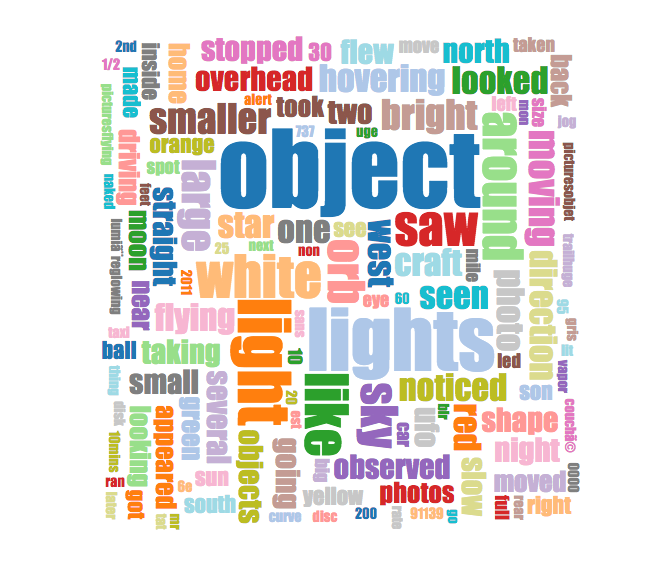 2nd
inside
home
stopped 30 flew move north taken
back
1/2
made
overhead hovering looked
picturesflying
alert
smaller took two bright left
mon
size
jog
737 uge
driving
orange
object
around
moving
picturesobjet
spot
naked
feet
large
straight
moon
star one see
west
saw
25 next non
orb
craft
mile
direction
trailhuge
white
2011
near
eye 60 seen
photo
95
flying
light
sans
lights
gris
taxi
ball taking
10
led
lit
vapor
thing
small
several
like
sky
noticed son
20
est
car
ufo
bir
red
shape
couchã©
disk
looking
appeared
green
objects
going
night
10mins
big
observed
slow
ran got
6e sun
yellow photos
moved
0000
later
tat
mr
south
curve disc 200
91139
go
full
rear
right